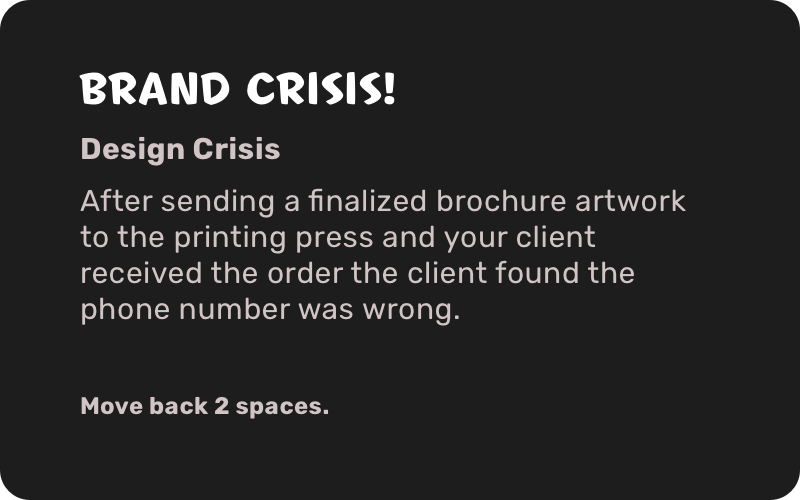 BRAND CRISIS!
Design Crisis
After sending a finalized brochure artwork
to the printing press and your client
received the order the client found the
phone number was wrong.
Move back 2 spaces.